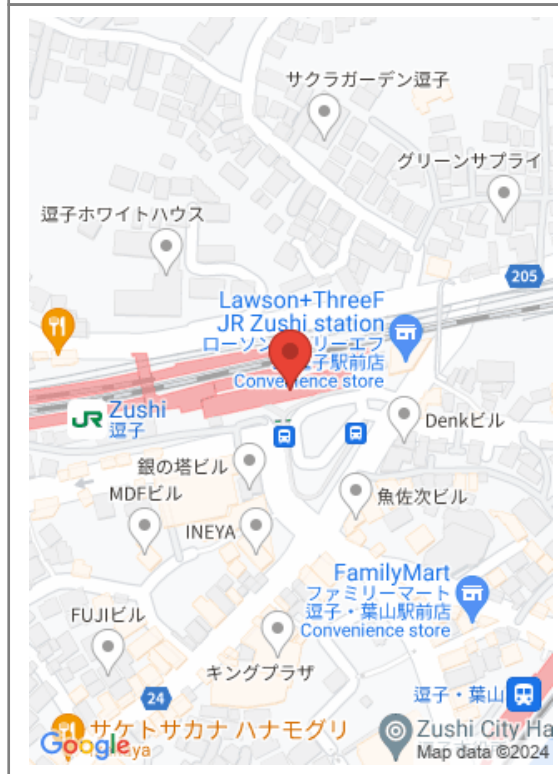 サクラガーデン逗子
グリーンサプライ
逗子ホワイトハウス
205
Lawson+ThreeF
JR Zushi station
ローソン
リーエフ
逗子駅前店
Convenience store
JR
Zushi
逗子
Denkビル
銀の塔ビル
MDFビル
魚佐次ビル
INEYA
FamilyMart
ファミリーマート
逗子・葉山駅前店
Convenience store
FUJIビル
キングプラザ
逗子・葉山
24
サケトサカナ ハナモグリ
Zushi City Ha
Google
ya
Map data ©2024